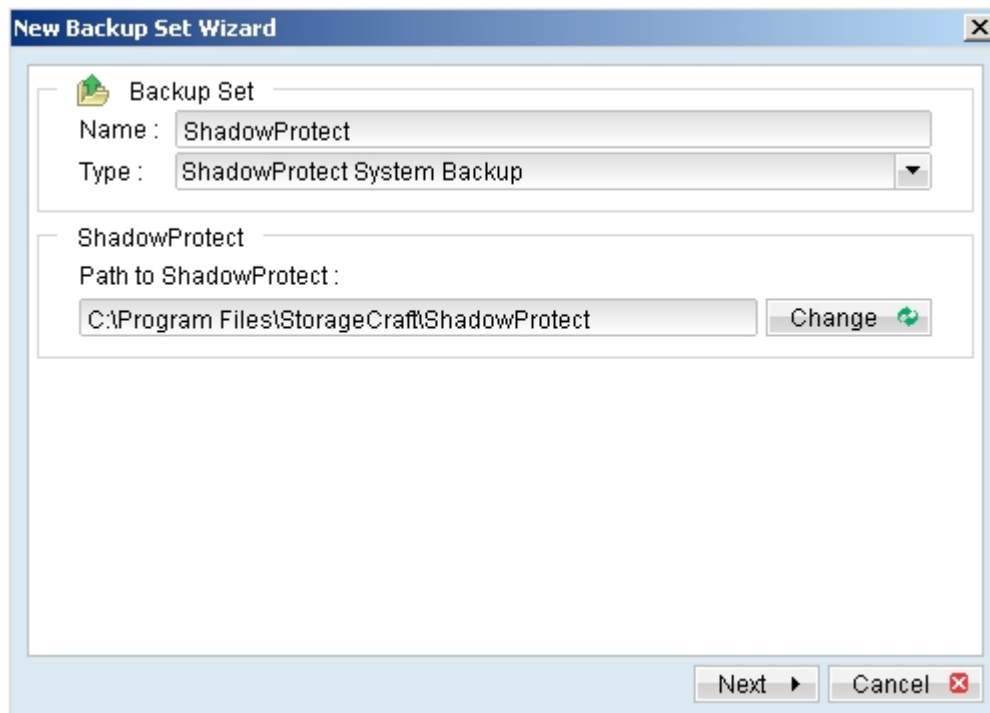 New Backup Set Wizard
Backup Set
Name : ShadowProtect
Type : ShadowProtect System Backup
ShadowProtect
Path to ShadowProtect :
C:\Program Files\StorageCraft\ShadowProtect Change
Next Cancel